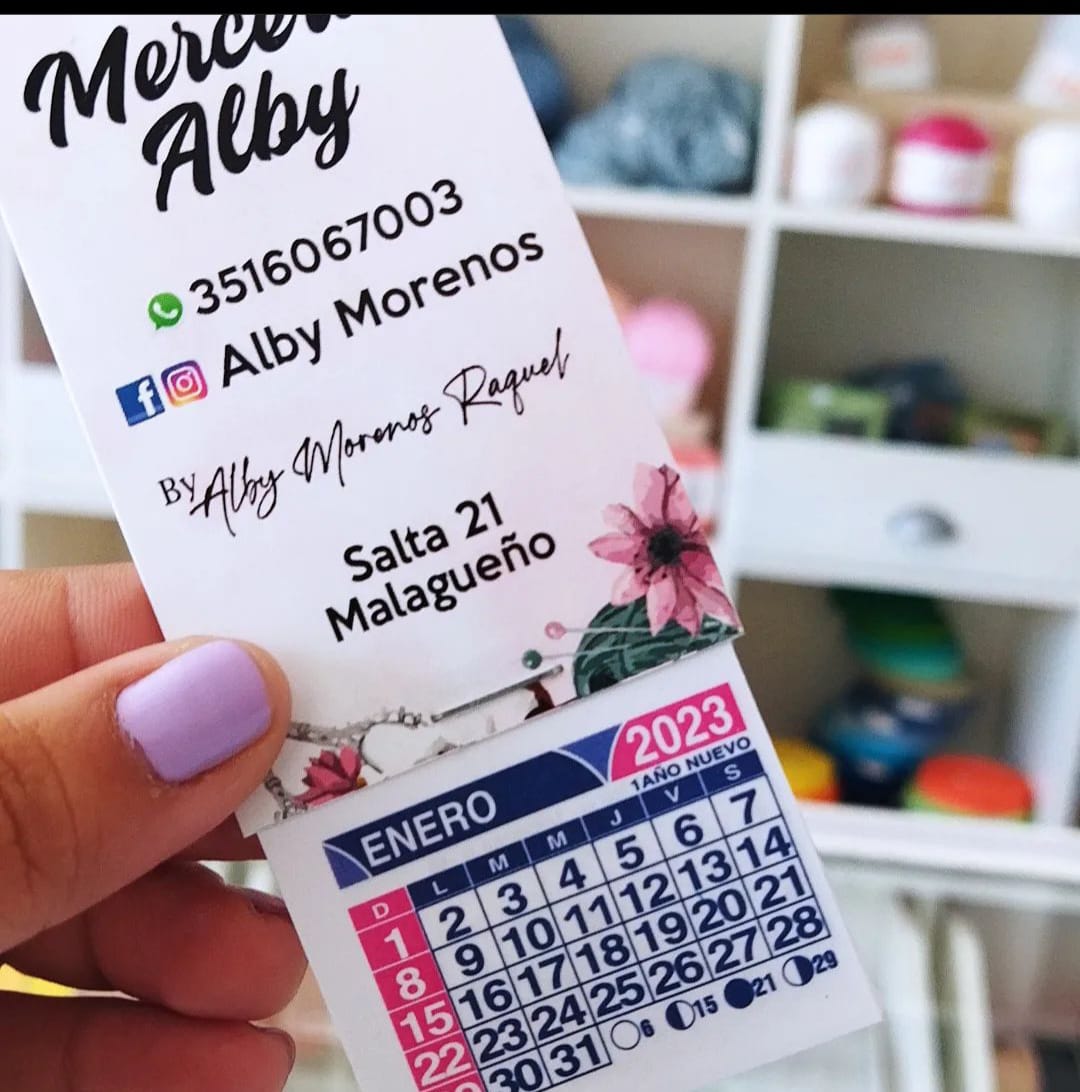 Alby
3516067003
Alby Morenos
BY Alby Morenos Raquel
Salta 21
Malagueño
2023
1AÑO NUEVO
ENERO
D L M M J V S
1 2 3 4 5 6 7
8 9 10 11 12 13 14
15 16 17 18 19 20 21
22 23 24 25 26 27 28
30 31 6 15 21 29